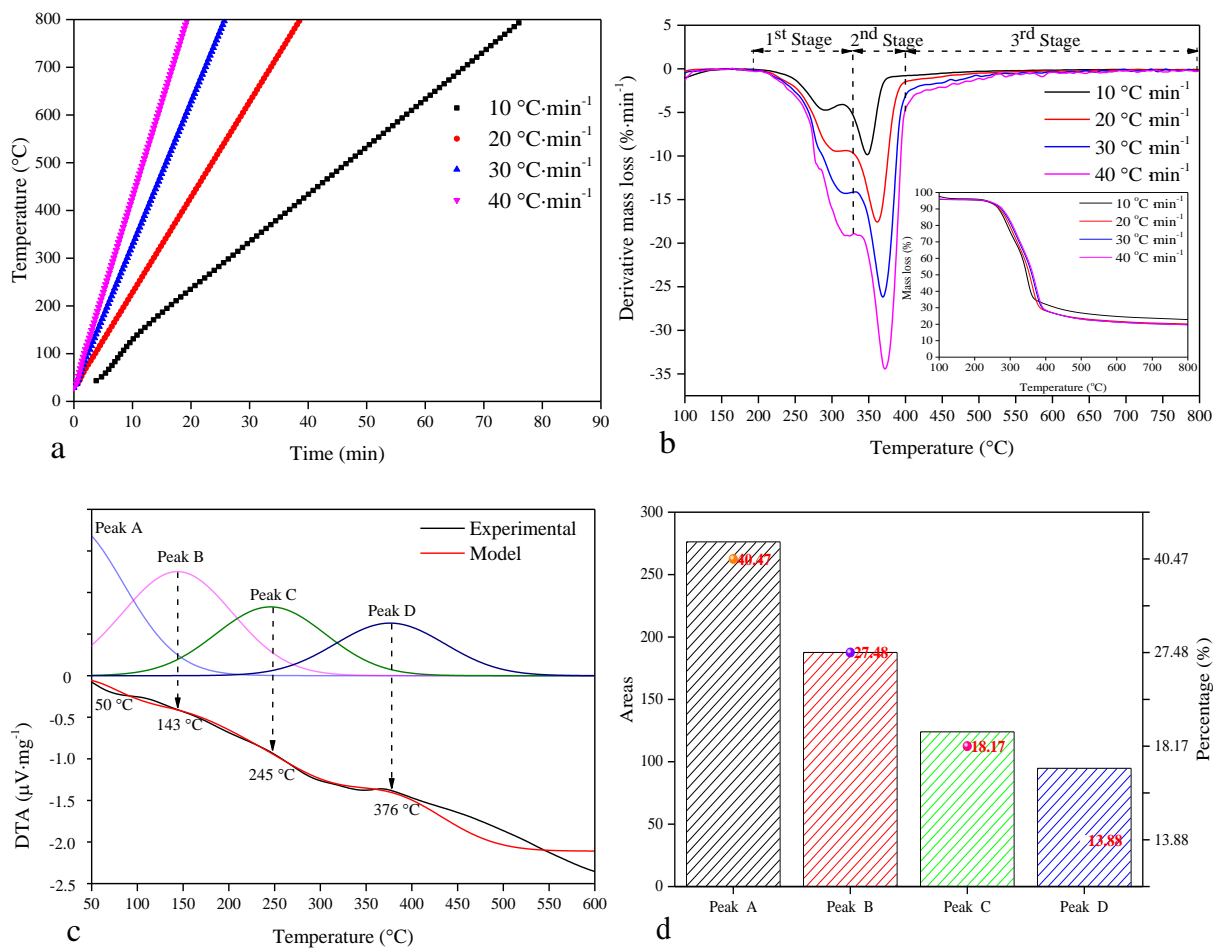 800
700
600
500
400
300
200
100
0
Temperature (°C)
10 °C·min-1
20 °C·min-1
30 °C·min-1
40 °C·min-1
0 10 20 30 40 50 60 70 80 90
Time (min)
a
5
0
-5
-10
-15
-20
-25
-30
-35
Derivative mass loss (%·min-1)
1st Stage 2nd Stage 3rd Stage
10 °C·min-1
20 °C·min-1
30 °C·min-1
40 °C·min-1
100
90
80
70
60
50
40
30
20
10
0
Mass loss (%)
10 °C min-1
20 °C min-1
30 °C min-1
40 °C min-1
100 200 300 400 500 600 700 800
Temperature (°C)
100 150 200 250 300 350 400 450 500 550 600 650 700 750 800
Temperature (°C)
b
Peak A
Peak B
Peak C
Peak D
Experimental
Model
0
-0.5
-1.0
-1.5
-2.0
-2.5
DTA (µV·mg-1)
50 °C
143 °C
245 °C
376 °C
50 100 150 200 250 300 350 400 450 500 550 600
Temperature (°C)
c
300
250
200
150
100
50
0
Areas
40.47
27.48
18.17
13.88
40.47
27.48
18.17
13.88
Percentage (%)
Peak A Peak B Peak C Peak D
d